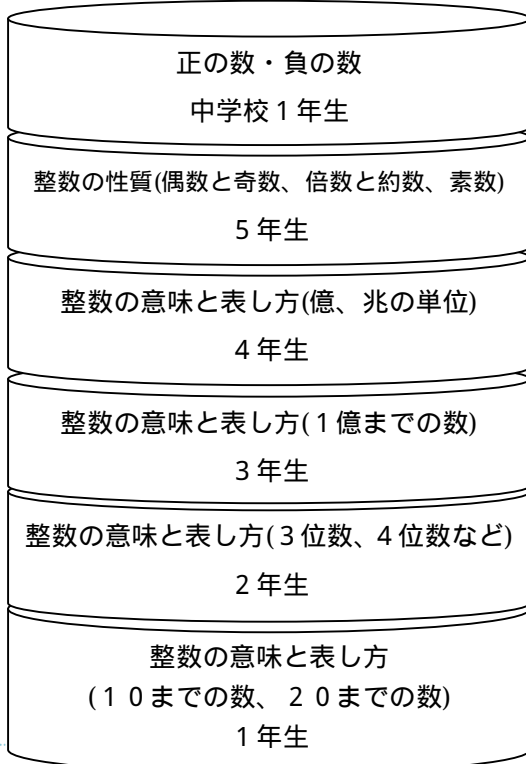 正の数・負の数
中学校1年生
整数の性質(偶数と奇数、倍数と約数、素数)
5年生
整数の意味と表し方(億、兆の単位)
4年生
整数の意味と表し方(1億までの数)
3年生
整数の意味と表し方(3位数、4位数など)
2年生
整数の意味と表し方
(10までの数、20までの数)
1年生